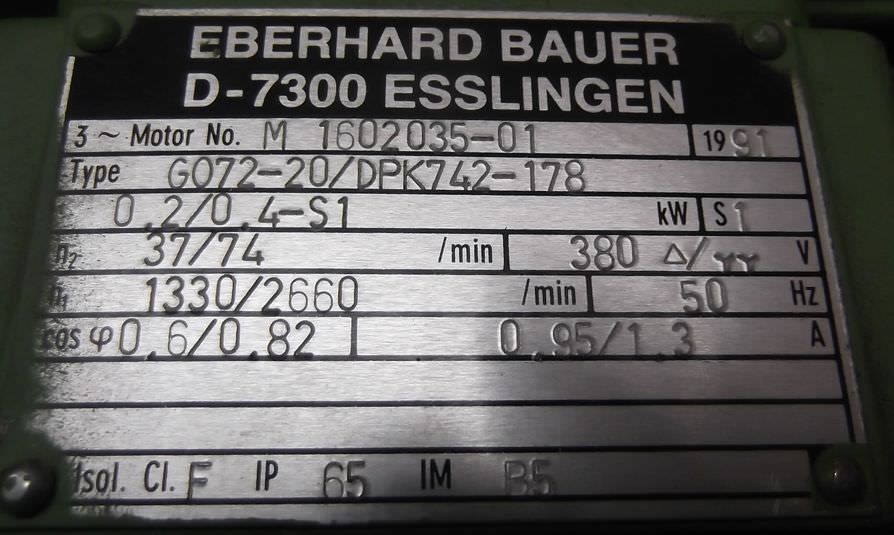 EBERHARD BAUER
D-7300 ESSLINGEN
3~ Motor No. M 1602035-01 1991
Type G072-20/DPK742-178
0.2/0.4-S1 kW S1
n₂ 37/74 /min 380 Δ/YY V
n₁ 1330/2660 /min 50 Hz
cos φ 0.6/0.82 0.95/1.3 A
Isol. Cl. F IP 65 IM B5